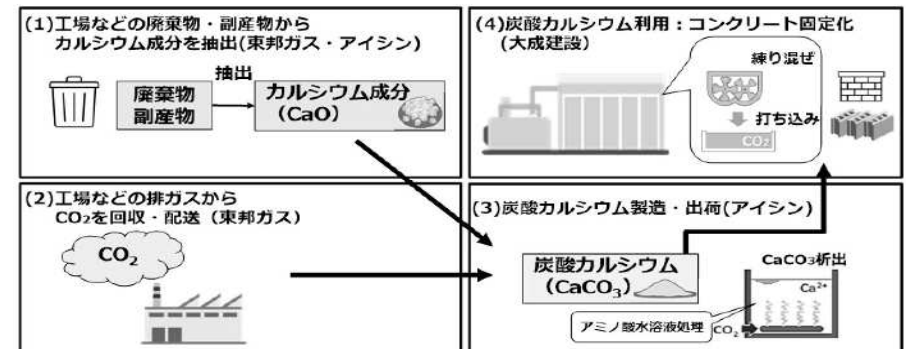 (1)工場などの廃棄物・副産物から
カルシウム成分を抽出(東邦ガス・アイシン)
抽出
廃棄物
副産物
カルシウム成分
(CaO)
(2)工場などの排ガスから
CO₂を回収・配送（東邦ガス）
CO₂
(3)炭酸カルシウム製造・出荷(アイシン)
炭酸カルシウム
(CaCO₃)
CaCO₃析出
Ca²⁺
アミノ酸水溶液処理
CO₂
(4)炭酸カルシウム利用：コンクリート固定化
(大成建設)
練り混ぜ
打ち込み
CO₂